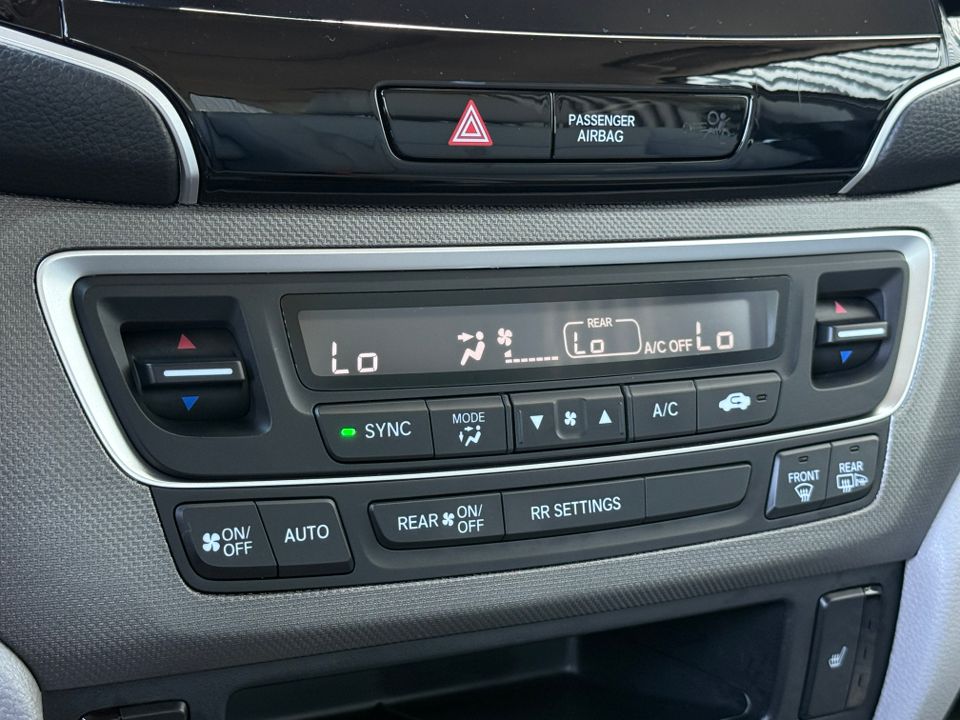 PASSENGER
AIRBAG
REAR
Lo
Lo
A/C OFF
Lo
SYNC
MODE
A/C
FRONT
REAR
ON/
OFF
AUTO
REAR
ON/
OFF
RR SETTINGS